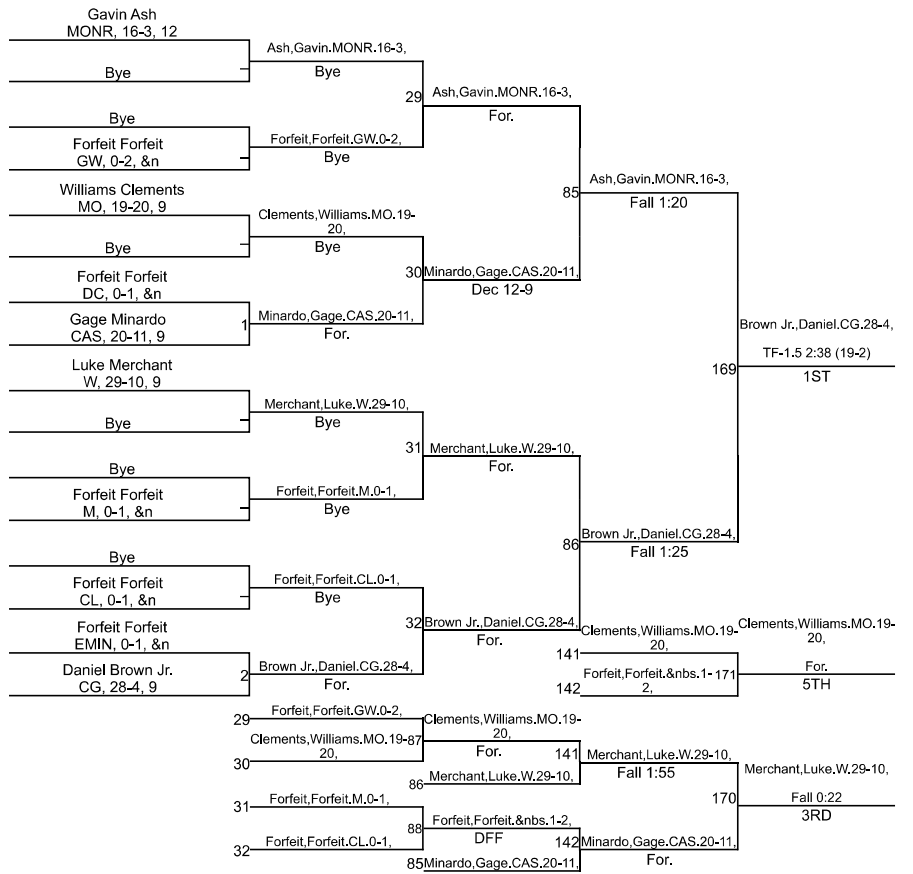 Gavin Ash
MONR, 16-3, 12
Bye
Bye
Forfeit Forfeit
GW, 0-2, &n
Williams Clements
MO, 19-20, 9
Bye
Forfeit Forfeit
DC, 0-1, &n
Gage Minardo
CAS, 20-11, 9
1
Luke Merchant
W, 29-10, 9
Bye
Bye
Forfeit Forfeit
M, 0-1, &n
Bye
Forfeit Forfeit
CL, 0-1, &n
Forfeit Forfeit
EMIN, 0-1, &n
Daniel Brown Jr.
CG, 28-4, 9
2
Ash,Gavin.MONR.16-3,
Bye
29
Forfeit,Forfeit.GW.0-2,
Bye
Clements,Williams.MO.19-
20,
Bye
30
Minardo,Gage.CAS.20-11,
For.
Merchant,Luke.W.29-10,
Bye
31
Forfeit,Forfeit.M.0-1,
Bye
Forfeit,Forfeit.CL.0-1,
Bye
32
Brown Jr.,Daniel.CG.28-4,
For.
Ash,Gavin.MONR.16-3,
For.
85
Minardo,Gage.CAS.20-11,
Dec 12-9
Merchant,Luke.W.29-10,
For.
86
Brown Jr.,Daniel.CG.28-4,
For.
Ash,Gavin.MONR.16-3,
Fall 1:20
169
Brown Jr.,Daniel.CG.28-4,
Fall 1:25
Brown Jr.,Daniel.CG.28-4,
TF-1.5 2:38 (19-2)
1ST
141
Clements,Williams.MO.19-
20,
142
Forfeit,Forfeit.&nbs.1-
2,
171
Clements,Williams.MO.19-
20,
For.
5TH
29
Forfeit,Forfeit.GW.0-2,
30
Clements,Williams.MO.19-
20,
87
Clements,Williams.MO.19-
20,
For.
86
Merchant,Luke.W.29-10,
141
Merchant,Luke.W.29-10,
Fall 1:55
31
Forfeit,Forfeit.M.0-1,
32
Forfeit,Forfeit.CL.0-1,
88
Forfeit,Forfeit.&nbs.1-2,
DFF
85
Minardo,Gage.CAS.20-11,
142
Minardo,Gage.CAS.20-11,
For.
170
Merchant,Luke.W.29-10,
Fall 0:22
3RD